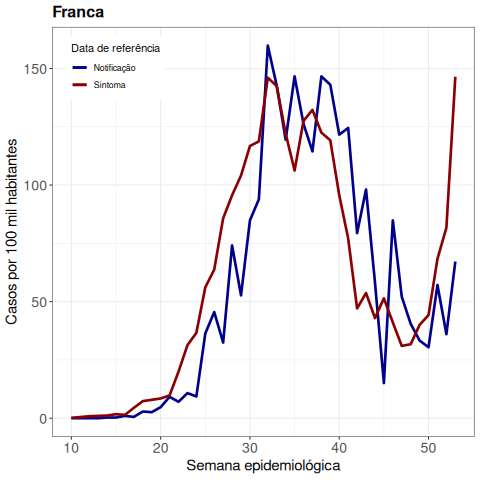 Franca
Data de referência
Notificação
Sintoma
Casos por 100 mil habitantes
150
100
50
0
10 20 30 40 50
Semana epidemiológica